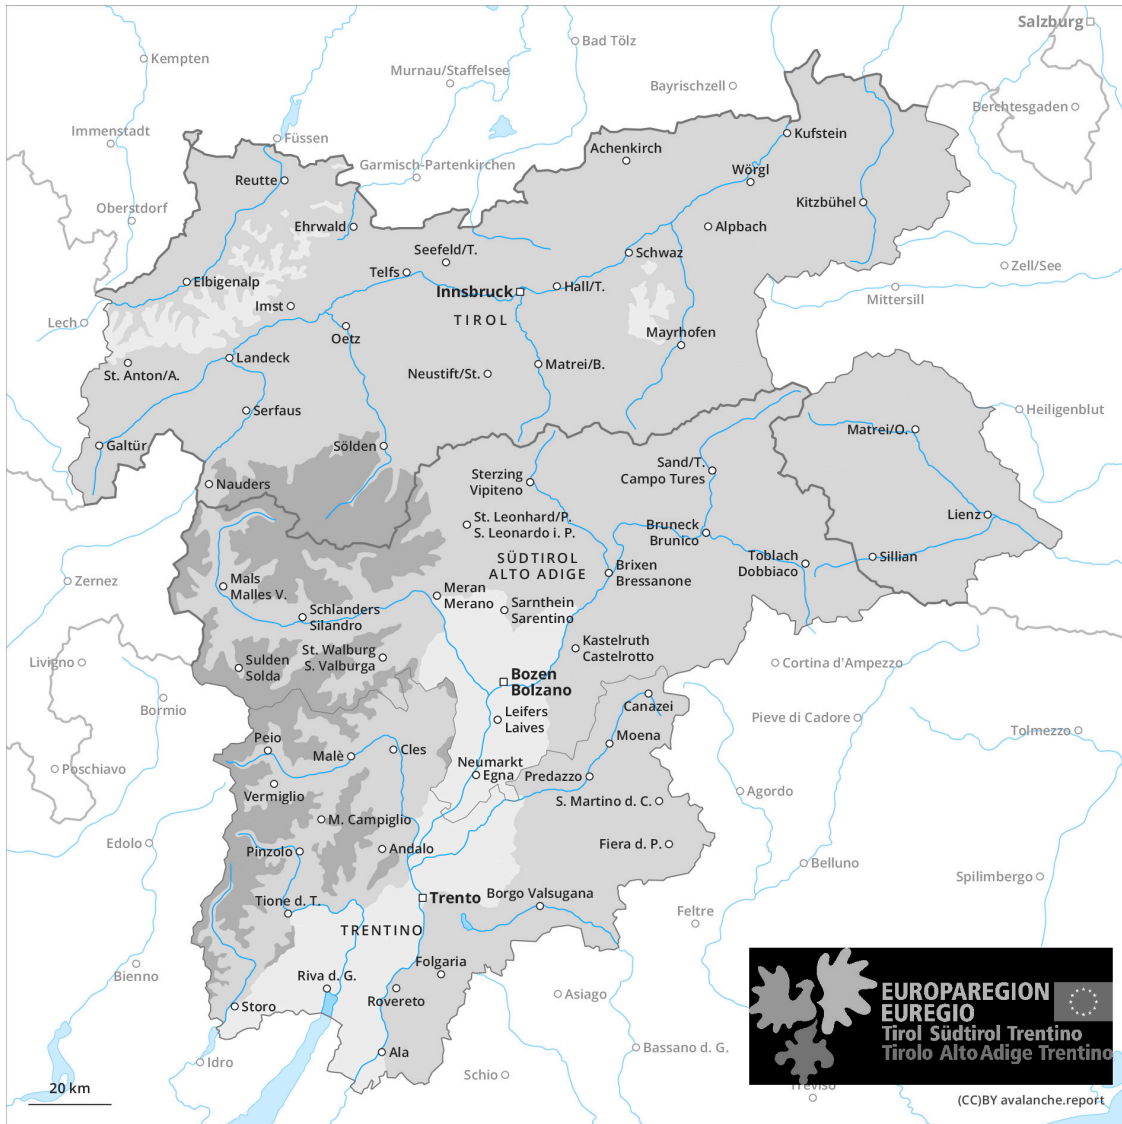 Salzburg
Bad Tölz
Kempten
Murnau/Staffelsee
Bayrischzell
Berchtesgaden
Immenstadt
Füssen
Kufstein
Achenkirch
Garmisch-Partenkirchen
Wörgl
Reutte
Oberstdorf
Kitzbühel
Ehrwald
Alpbach
Seefeld/T.
Schwaz
Zell/See
Telfs
Elbigenalp
Innsbruck
Hall/T.
Mittersill
Imst
TIROL
Lech
Oetz
Mayrhofen
Landeck
Matrei/B.
St. Anton/A.
Neustift/St.
Serfaus
Heiligenblut
Matrei/O.
Galtür
Sölden
Sand/T.
Campo Tures
Sterzing
Vipiteno
Nauders
Lienz
St. Leonhard/P.
S. Leonardo i. P.
Bruneck
Brunico
SÜDTIROL
ALTO ADIGE
Toblach
Dobbiaco
Sillian
Brixen
Bressanone
Zernez
Mals
Malles V.
Meran
Merano
Sarnthein
Sarentino
Schlanders
Silandro
Kastelruth
Castelrotto
St. Walburg
S. Valburga
Livigno
Sulden
Solda
Cortina d'Ampezzo
Bozen
Bolzano
Bormio
Canazei
Leifers
Laives
Pieve di Cadore
Tolmezzo
Moena
Peio
Malè
Cles
Neumarkt
Egna
Predazzo
Poschiavo
Vermiglio
Agordo
S. Martino d. C.
M. Campiglio
Edolo
Pinzolo
Andalo
Fiera d. P.
Belluno
Spilimbergo
Tione d. T.
Trento
Borgo Valsugana
Feltre
TRENTINO
Folgaria
Bienno
Riva d. G.
Rovereto
Asiago
Storo
EUROPAREGION
EUREGIO
Tirol Südtirol Trentino
Tirolo Alto Adige Trentino
Ala
Idro
Bassano d. G.
Schio
Treviso
20 km
(CC)BY avalanche.report